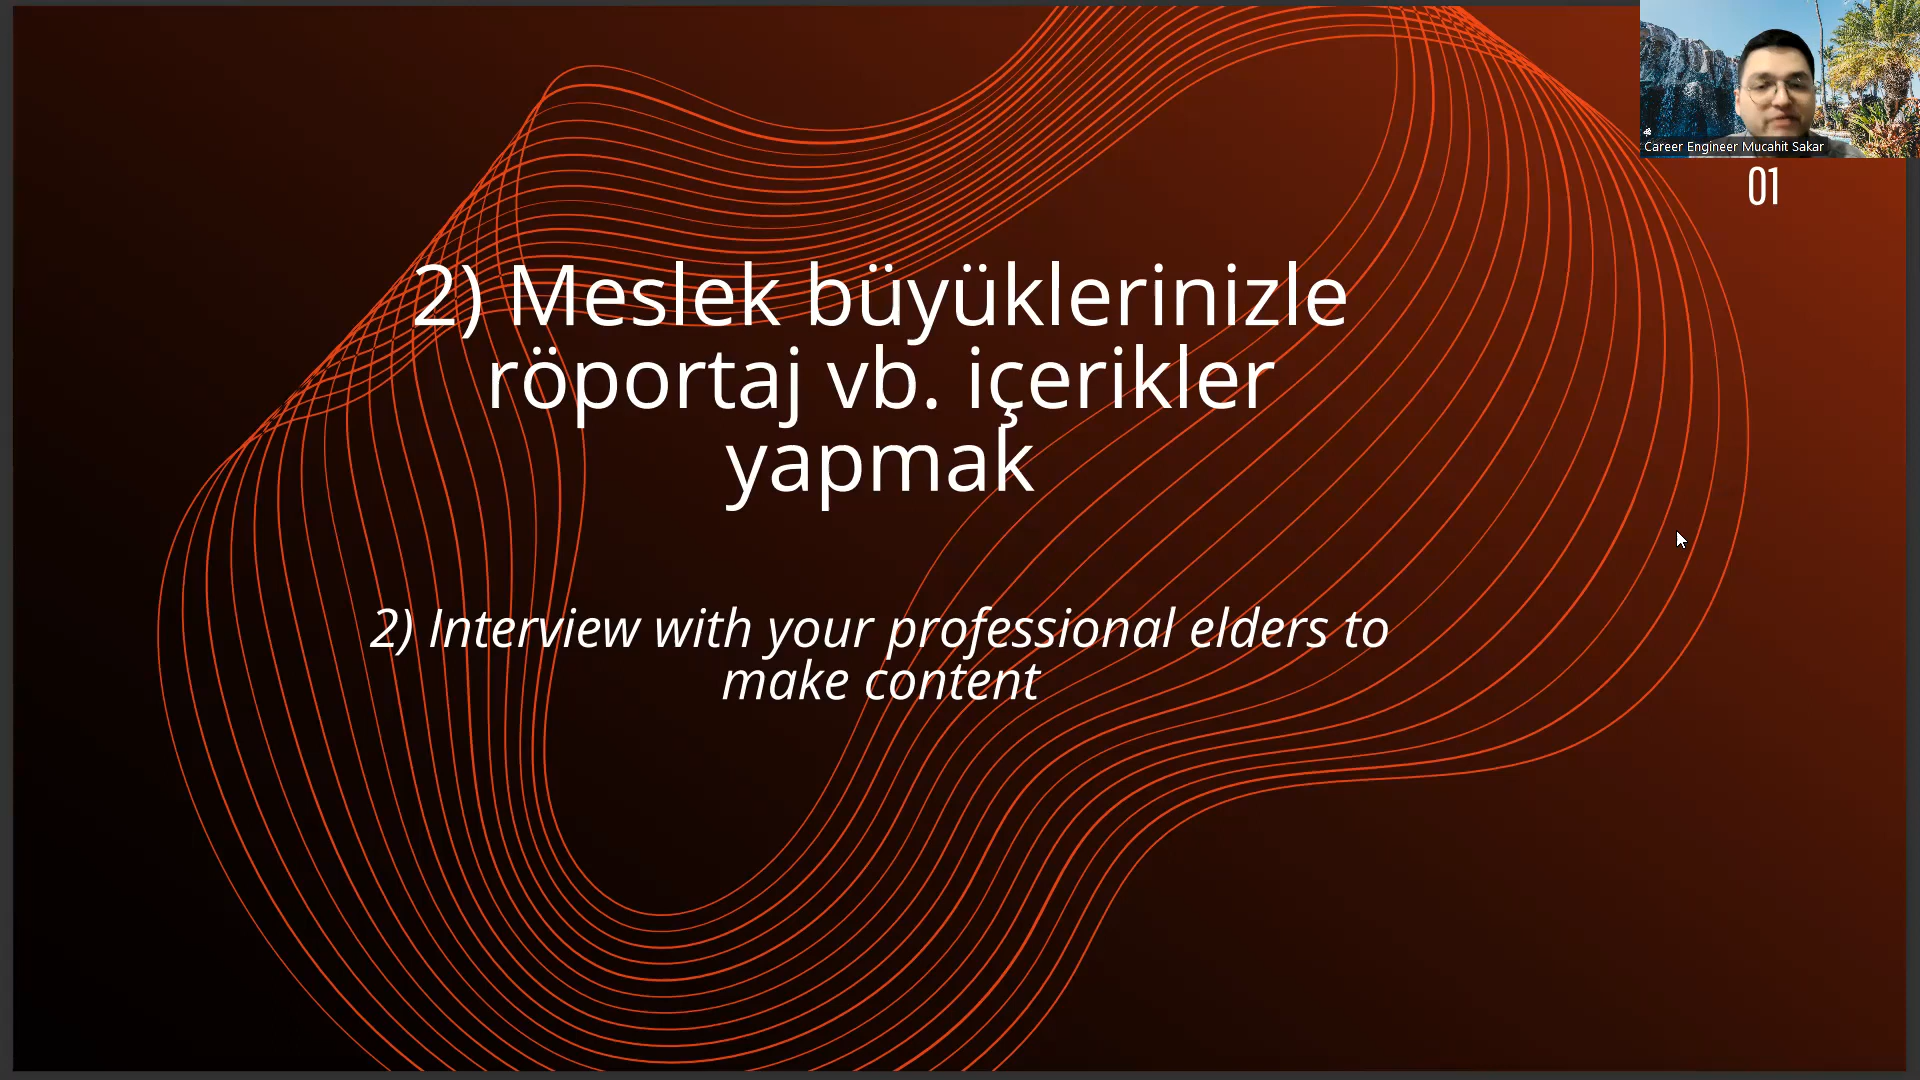 Career Engineer Mucahit Sakar
01
2) Meslek büyüklerinizle
röportaj vb. içerikler
yapmak
2) Interview with your professional elders to
make content